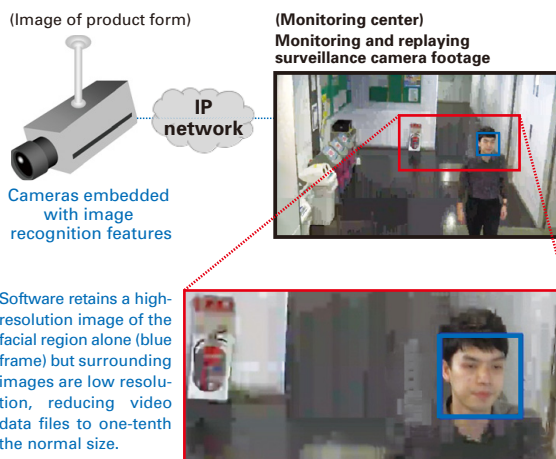 (Image of product form)
(Monitoring center)
Monitoring and replaying
surveillance camera footage
IP
network
Cameras embedded
with image
recognition features
Software retains a high-
resolution image of the
facial region alone (blue
frame) but surrounding
images are low resolu-
tion, reducing video
data files to one-tenth
the normal size.